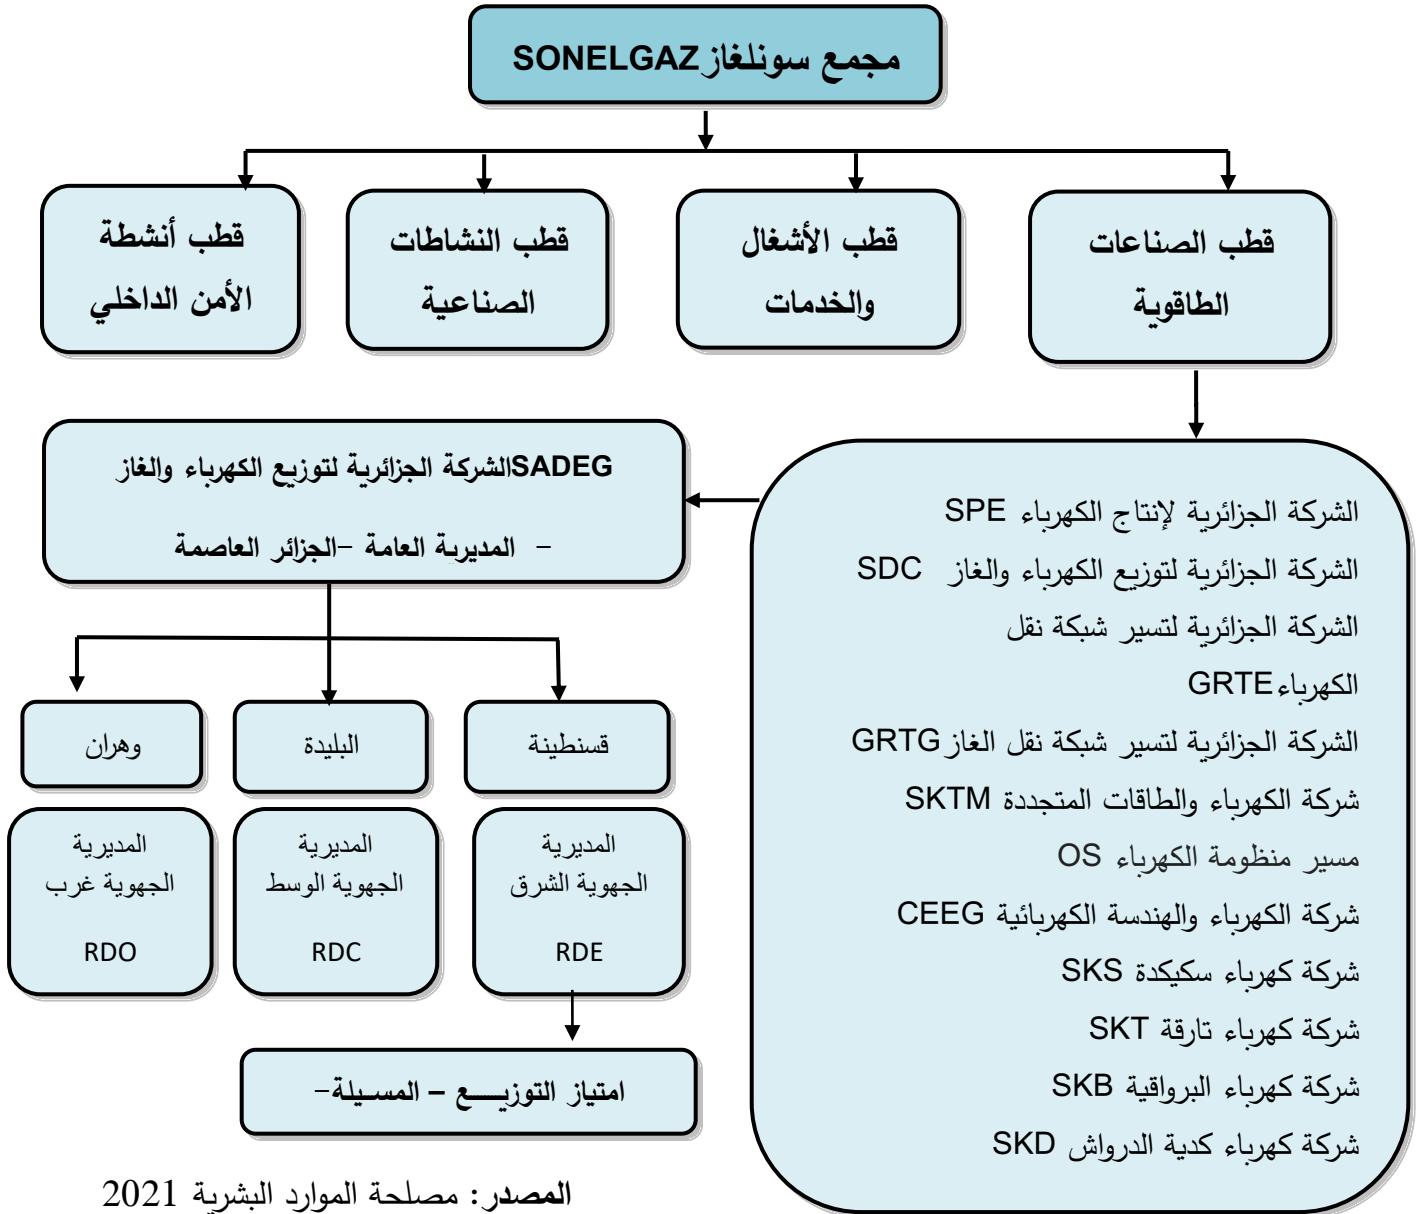 مجمع سونلغاز SONELGAZ
قطب الصناعات
الطاقوية
قطب الأشغال
والخدمات
قطب النشاطات
الصناعية
قطب أنشطة
الأمن الداخلي
الشركة الجزائرية لإنتاج الكهرباء SPE
الشركة الجزائرية لتوزيع الكهرباء والغاز SDC
الشركة الجزائرية لتسير شبكة نقل
الكهرباء GRTE
الشركة الجزائرية لتسير شبكة نقل الغاز GRTG
شركة الكهرباء والطاقات المتجددة SKTM
مسير منظومة الكهرباء OS
شركة الكهرباء والهندسة الكهربائية CEEG
شركة كهرباء سكيكدة SKS
شركة كهرباء تارقة SKT
شركة كهرباء البرواقية SKB
شركة كهرباء كدية الدرواش SKD
SADEGالشركة الجزائرية لتوزيع الكهرباء والغاز
- المديرية العامة -الجزائر العاصمة
قسنطينة
البليدة
وهران
المديرية
الجهوية الشرق
RDE
المديرية
الجهوية الوسط
RDC
المديرية
الجهوية غرب
RDO
امتياز التوزيـــع – المسيلة-
المصدر: مصلحة الموارد البشرية 2021